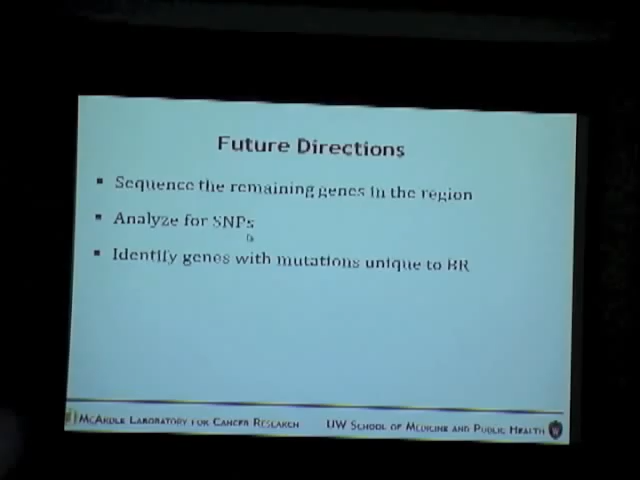 Future Directions
▪ Sequence the remaining genes in the region
▪ Analyze for SNPs
▪ Identify genes with mutations unique to BR
McArdle Laboratory for Cancer Research UW School of Medicine and Public Health